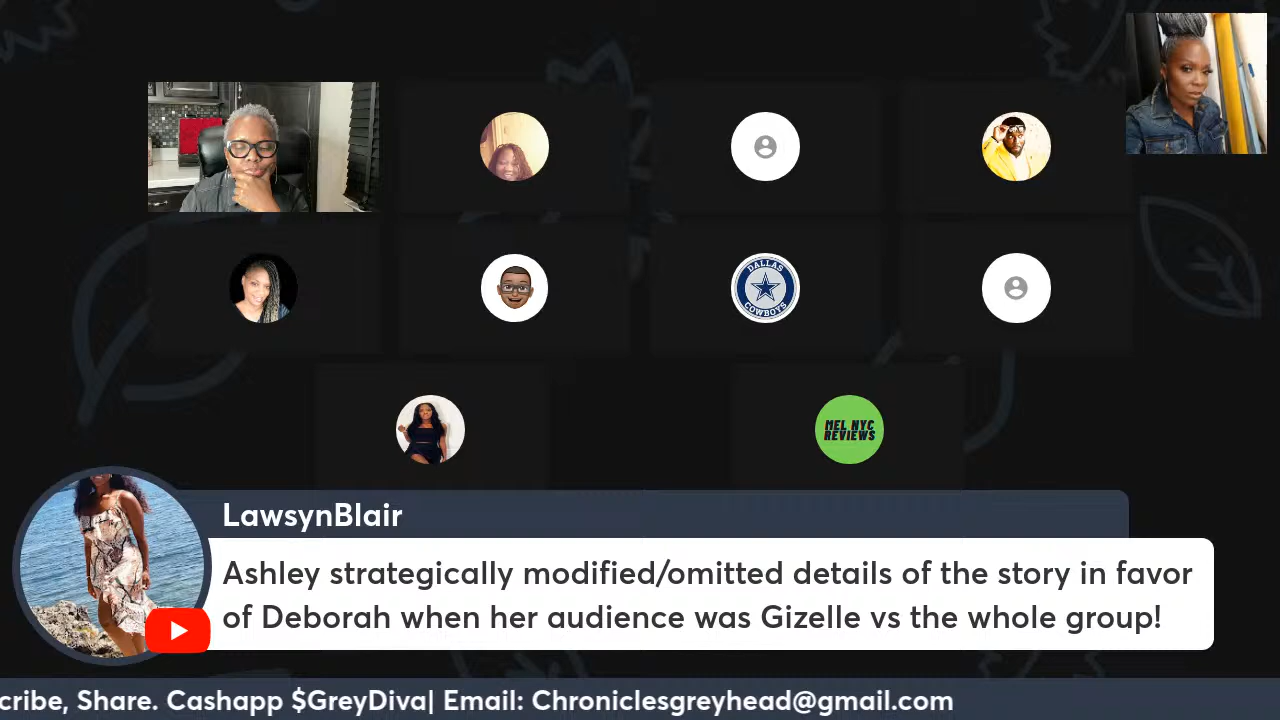 DALLAS
COWBOYS
MEL NYC
REVIEWS
LawsynBlair
Ashley strategically modified/omitted details of the story in favor
of Deborah when her audience was Gizelle vs the whole group!
cribe, Share. Cashapp $GreyDiva| Email: Chroniclesgreyhead@gmail.com